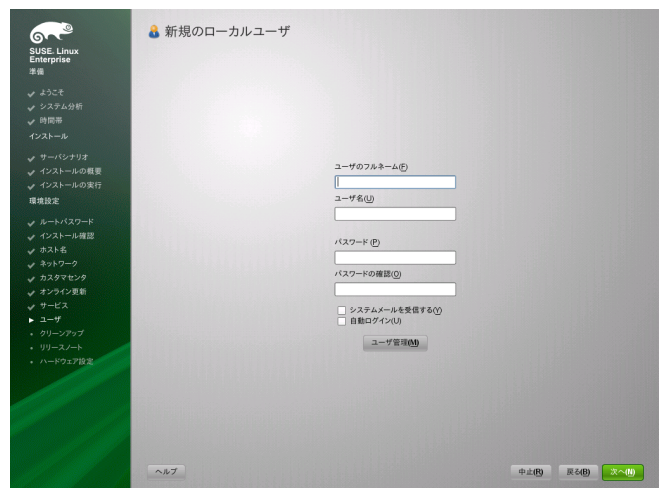 SUSE. Linux
Enterprise
準備
ようこそ
システム分析
時間帯
インストール
サーバシナリオ
インストールの概要
インストールの実行
環境設定
ルートパスワード
インストール確認
ホスト名
ネットワーク
カスタマセンタ
オンライン更新
サービス
ユーザ
クリーンアップ
リリースノート
ハードウェア設定
新規のローカルユーザ
ユーザのフルネーム(F)
ユーザ名(U)
パスワード (P)
パスワードの確認(O)
システムメールを受信する(Y)
自動ログイン(U)
ユーザ管理(M)
ヘルプ
中止(R)
戻る(B)
次へ(N)